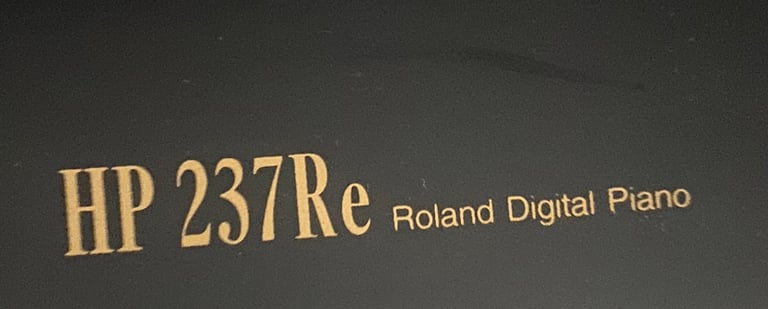 HP 237Re Roland Digital Piano